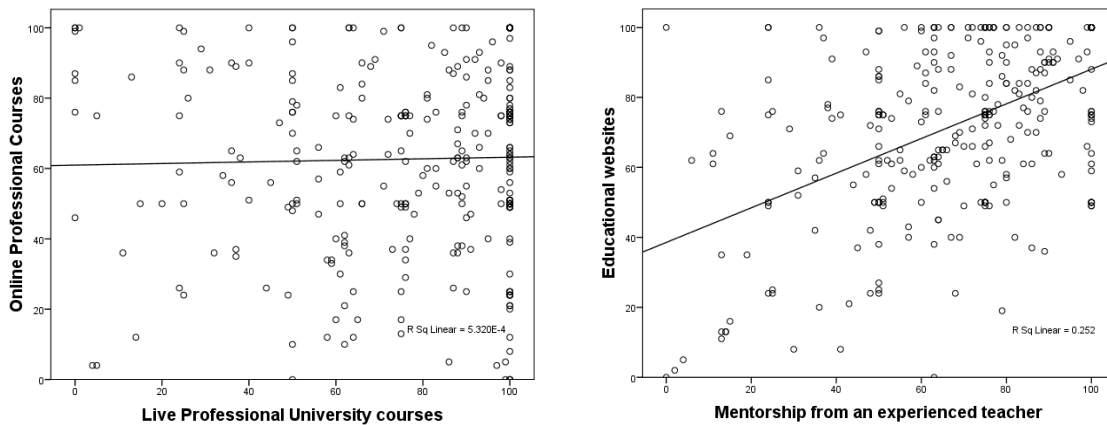 Online Professional Courses
100
80
60
40
20
0
R Sq Linear = 5.320E-4
0 20 40 60 80 100
Live Professional University courses
Educational websites
100
80
60
40
20
0
R Sq Linear = 0.252
0 20 40 60 80 100
Mentorship from an experienced teacher